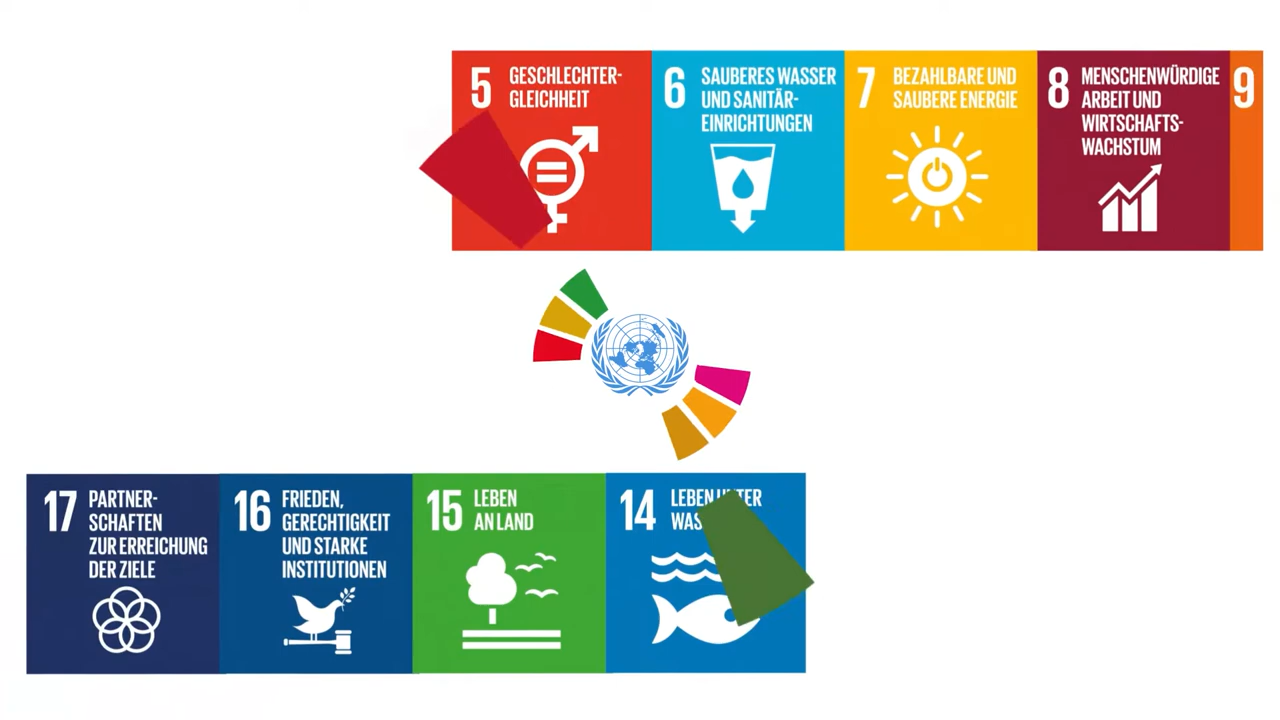 5
GESCHLECHTER-
GLEICHHEIT
6
SAUBERES WASSER
UND SANITÄR-
EINRICHTUNGEN
7
BEZAHLBARE UND
SAUBERE ENERGIE
8
MENSCHENWÜRDIGE
ARBEIT UND
WIRTSCHAFTS-
WACHSTUM
9
17
PARTNER-
SCHAFTEN
ZUR ERREICHUNG
DER ZIELE
16
FRIEDEN,
GERECHTIGKEIT
UND STARKE
INSTITUTIONEN
15
LEBEN
AN LAND
14
LEBEN